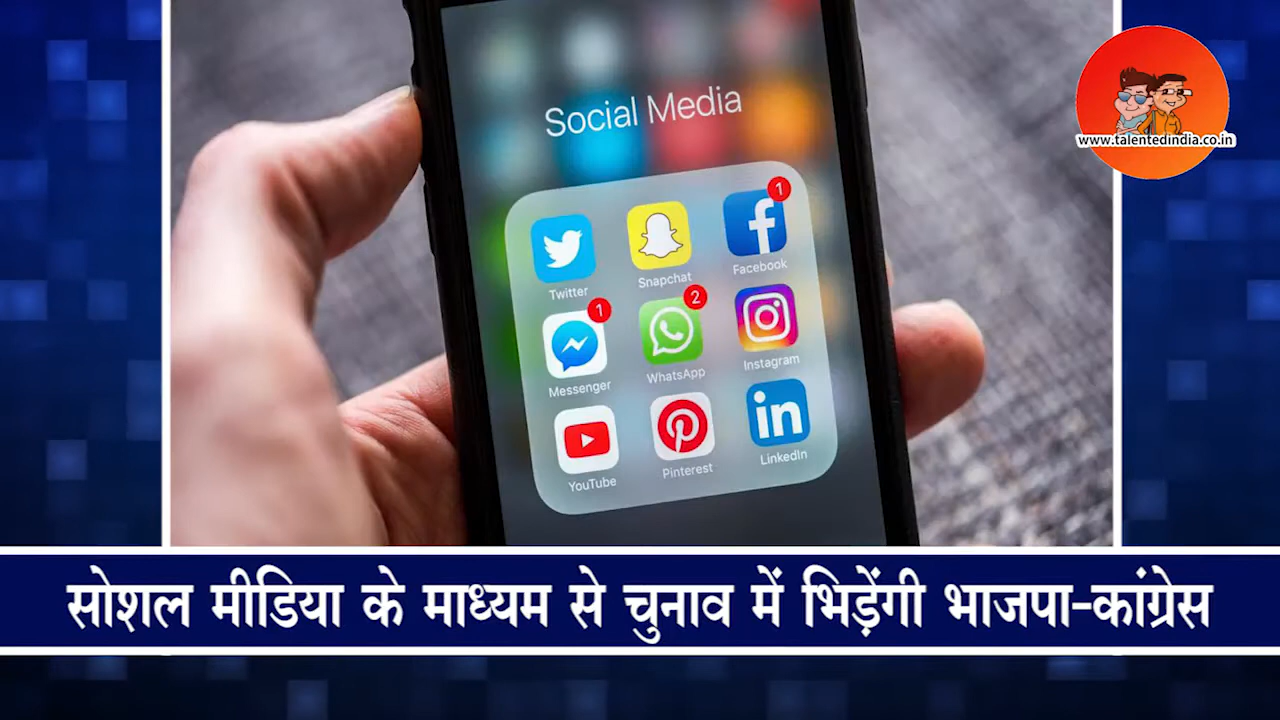 Social Media
www.talentedindia.co.in
1
Twitter Snapchat Facebook
1 2
Messenger WhatsApp Instagram
in
YouTube Pinterest LinkedIn
सोशल मीडिया के माध्यम से चुनाव में भिड़ेंगी भाजपा-कांग्रेस